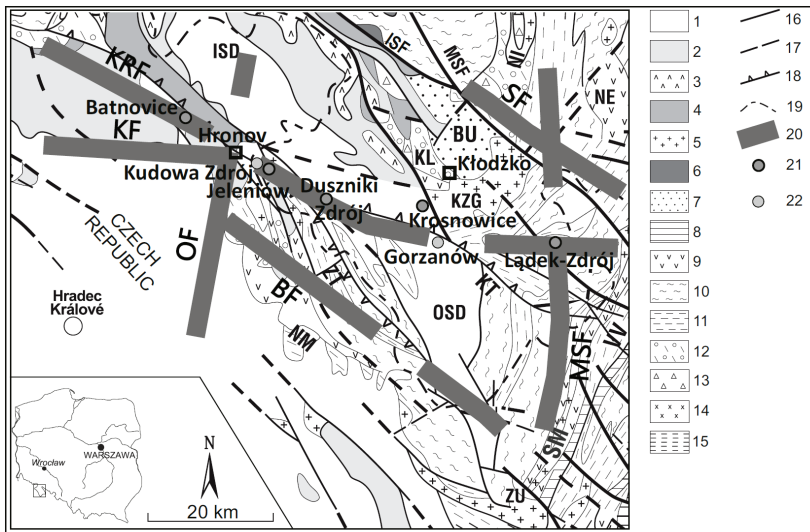 ISD
ISF
MSF
NI
KRF
SF
NE
Batnovice
BU
KF
Hronov
KL
Kłodzko
Kudowa Zdrój
Jeleniów
Duszniki
Zdrój
KZG
Krosnowice
CZECH
REPUBLIC
Gorzanów
Lądek-Zdrój
OF
ZT
KT
Hradec
Králové
BF
OSD
MSF
VV
NM
SM
ZU
WARSZAWA
Wrocław
N
20 km
1
2
3
4
5
6
7
8
9
10
11
12
13
14
15
16
17
18
19
20
21
22